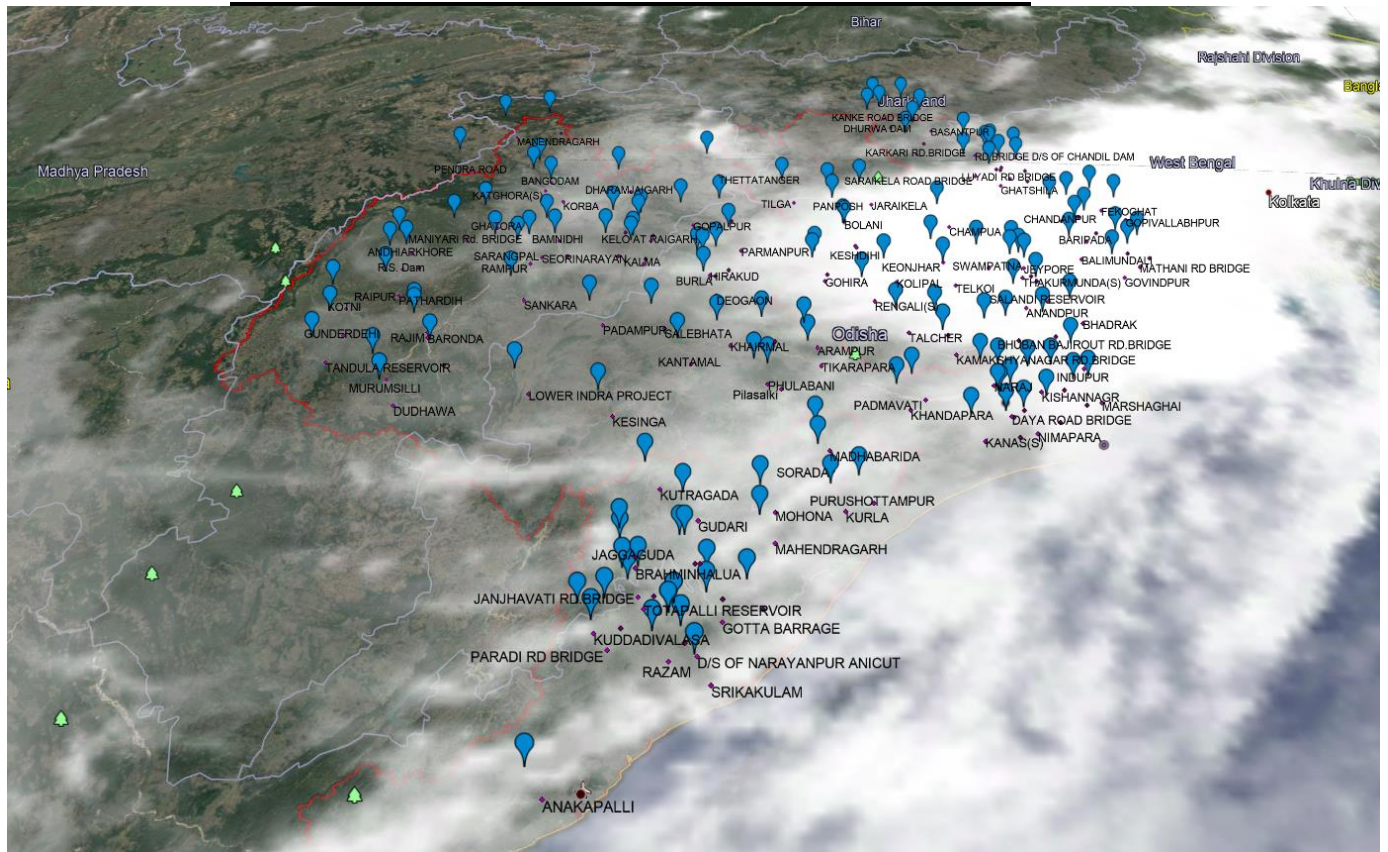 Bihar
Rajshahi Division
Bangla
Jharkhand
KANKE ROAD BRIDGE
DHURWA DAM
BASANTPUR
MANENDRAGARH
KARKARI RD.BRIDGE
RD.BRIDGE D/S OF CHANDIL DAM
West Bengal
Madhya Pradesh
PENDRA ROAD
BANGODAM
THETTATANGER
SARAIKELA ROAD BRIDGE
LUWADI RD BRIDGE
GHATSHILA
Khulna Div
Kolkata
KATGHORA(S)
KORBA
DHARAMJAIGARH
TILGA
PANPOSH
JARAIKELA
FEKOGHAT
CHANDANPUR
GOPIVALLABHPUR
GHATORA
MANIYARI Rd. BRIDGE
BAMNIDHI
KELO AT RAIGARH
GOPALPUR
BOLANI
CHAMPUA
BARIPADA
ANDHIARKHORE
R.S. Dam
SARANGPAL
RAMPUR
SEORINARAYAN
KALMA
PARMANPUR
KESHDIHI
KEONJHAR
SWAMPATNA
JEYPORE
BALIMUNDALI
MATHANI RD BRIDGE
BURLA
HIRAKUD
GOHIRA
KOLIPAL
TELKOI
THAKURMUNDA(S)
GOVINDPUR
KOTNI
RAIPUR
PATHARDIH
SANKARA
DEOGAON
RENGALI(S)
SALANDI RESERVOIR
ANANDPUR
GUNDERDEHI
RAJIM
BARONDA
PADAMPUR
SALEBHATA
KHAIRMAL
Odisha
TALCHER
BHADRAK
BHUBAN BAJIROUT RD.BRIDGE
TANDULA RESERVOIR
KANTAMAL
ARAMPUR
TIKARAPARA
KAMAKSHYANAGAR RD BRIDGE
INDUPUR
MURUMSILLI
DUDHAWA
LOWER INDRA PROJECT
PHULABANI
Pilasalki
PADMAVATI
KHANDAPARA
NARAJ
KISHANNAGR
MARSHAGHAI
KESINGA
DAYA ROAD BRIDGE
NIMAPARA
KANAS(S)
MADHABARIDA
SORADA
KUTRAGADA
PURUSHOTTAMPUR
KURLA
GUDARI
MOHONA
MAHENDRAGARH
JAGGAGUDA
BRAHMINHALUA
JANJHAVATI RD.BRIDGE
TOTAPALLI RESERVOIR
GOTTA BARRAGE
KUDDADIVALASA
PARADI RD BRIDGE
RAZAM
D/S OF NARAYANPUR ANICUT
SRIKAKULAM
ANAKAPALLI